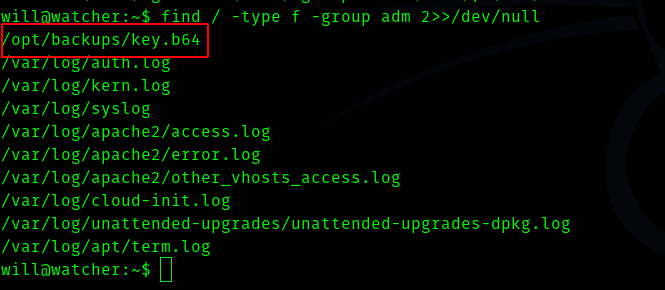 will@watcher:~$ find / -type f -group adm 2>>/dev/null
/opt/backups/key.b64
/var/log/auth.log
/var/log/kern.log
/var/log/syslog
/var/log/apache2/access.log
/var/log/apache2/error.log
/var/log/apache2/other_vhosts_access.log
/var/log/cloud-init.log
/var/log/unattended-upgrades/unattended-upgrades-dpkg.log
/var/log/apt/term.log
will@watcher:~$